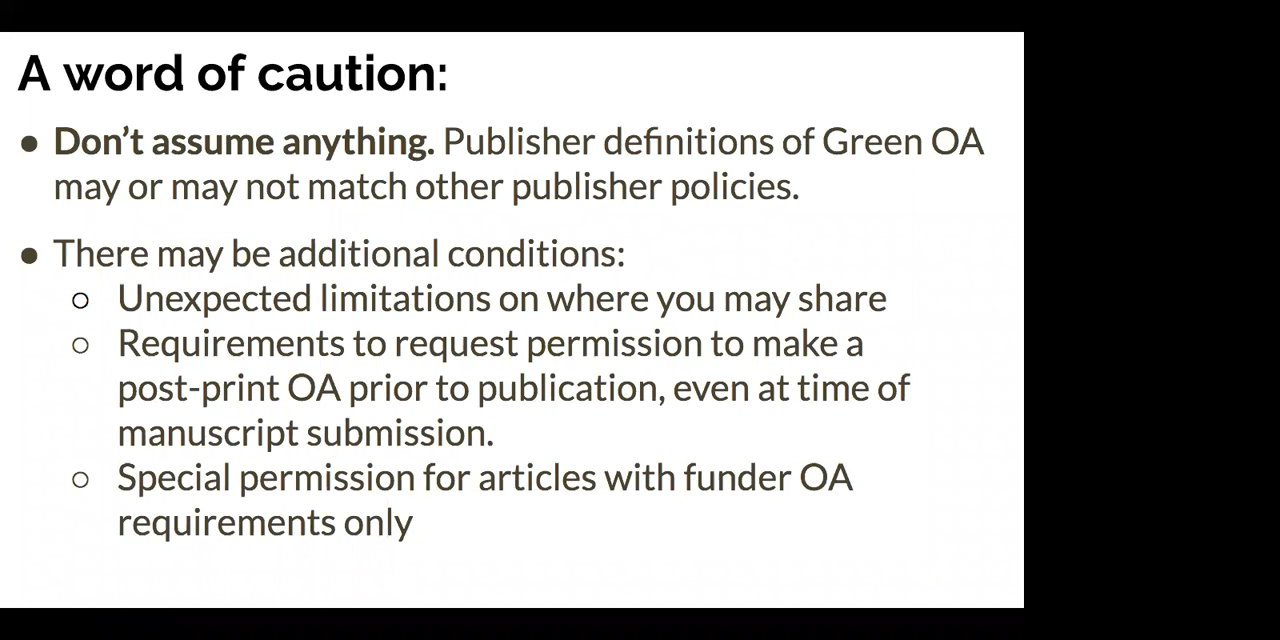 A word of caution:
● Don’t assume anything. Publisher definitions of Green OA
may or may not match other publisher policies.
● There may be additional conditions:
○ Unexpected limitations on where you may share
○ Requirements to request permission to make a
post-print OA prior to publication, even at time of
manuscript submission.
○ Special permission for articles with funder OA
requirements only